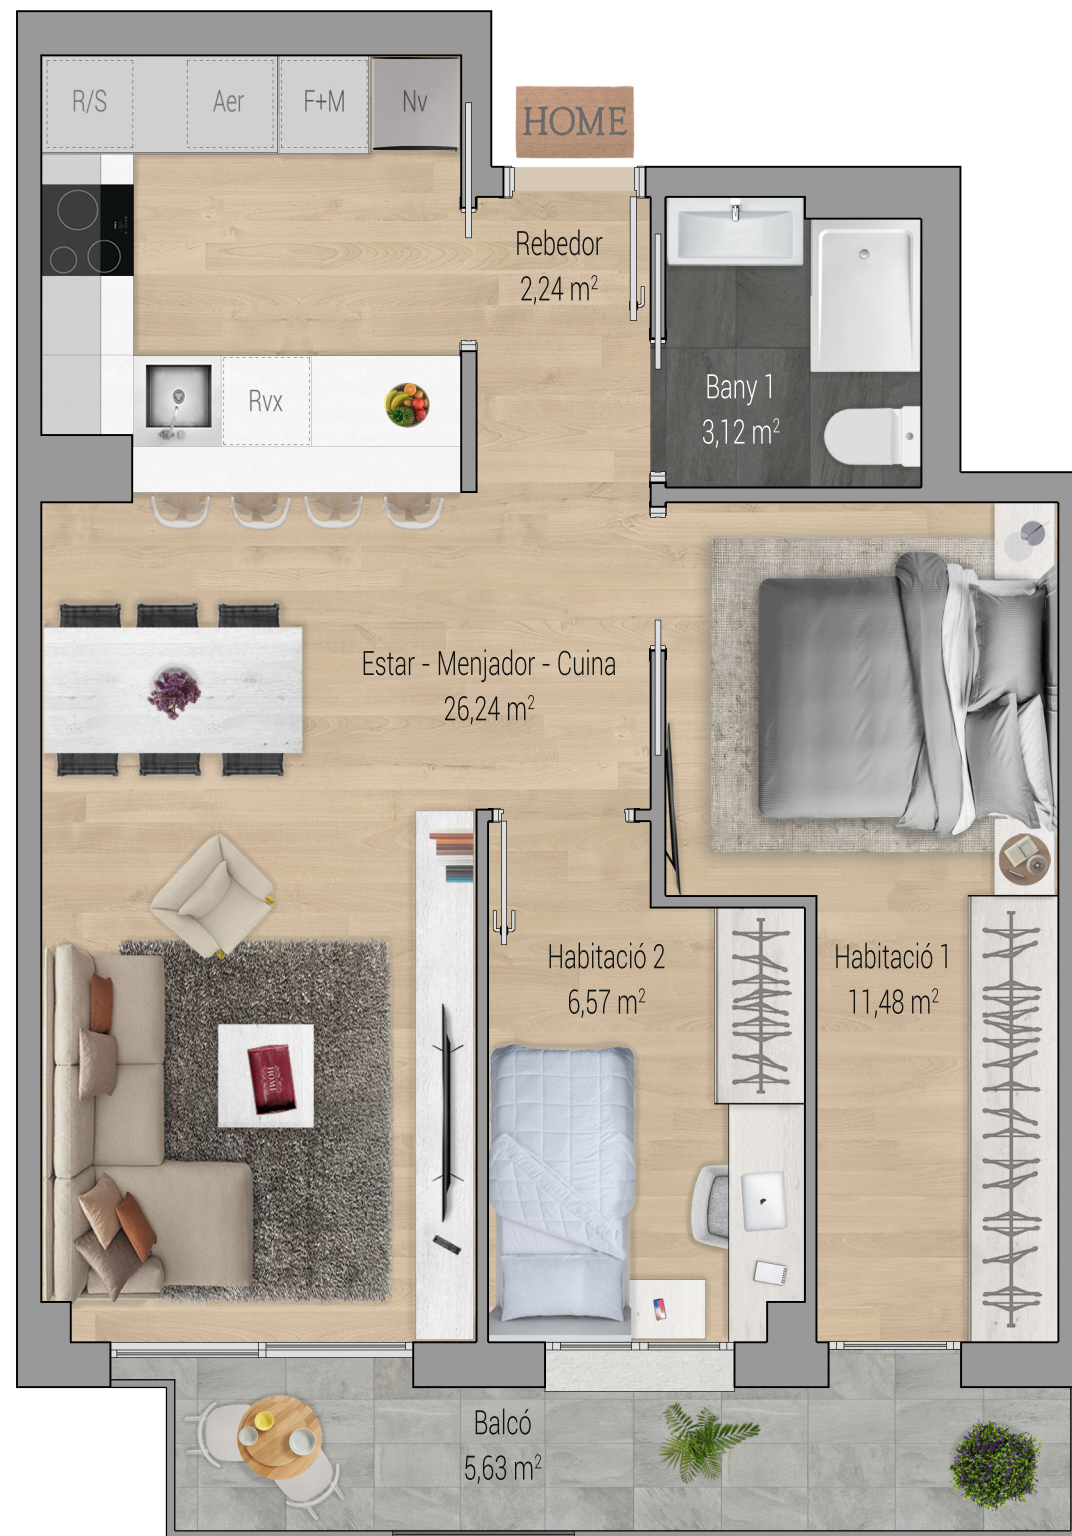 R/S
Aer
F+M
Nv
HOME
Rebedor
2,24 m²
Bany 1
3,12 m²
Rvx
Estar - Menjador - Cuina
26,24 m²
Habitació 2
6,57 m²
Habitació 1
11,48 m²
HOME
Balcó
5,63 m²